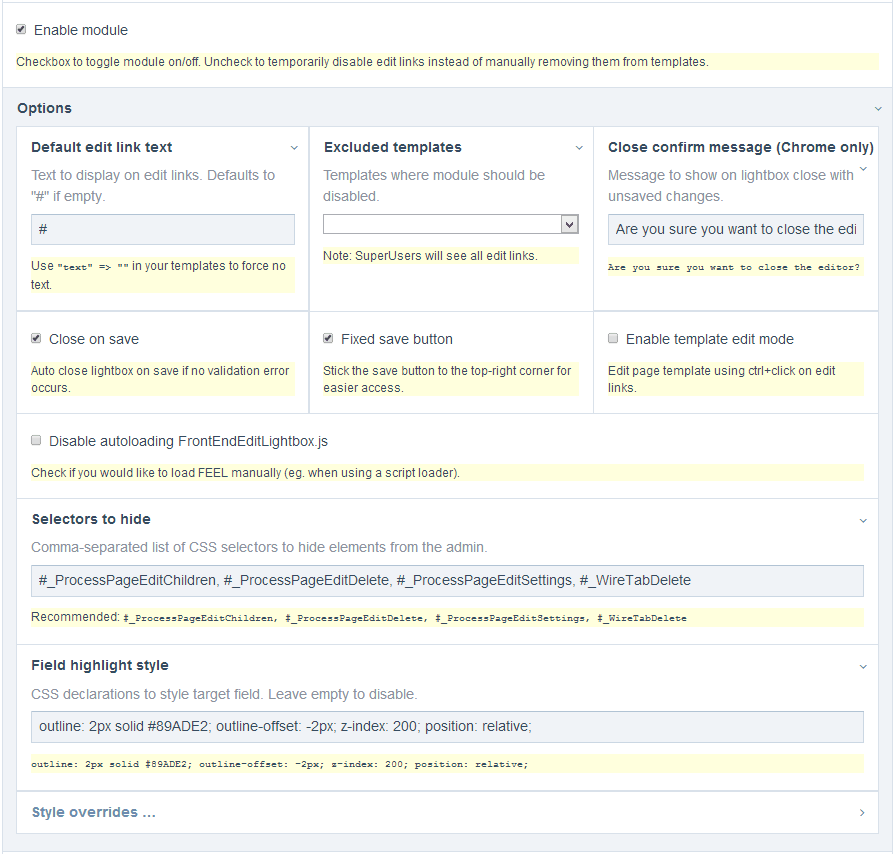 Enable module
Checkbox to toggle module on/off. Uncheck to temporarily disable edit links instead of manually removing them from templates.
Options
Default edit link text
Text to display on edit links. Defaults to
"#" if empty.
#
Use "text" => "" in your templates to force no
text.
Excluded templates
Templates where module should be
disabled.
Note: SuperUsers will see all edit links.
Close confirm message (Chrome only)
Message to show on lightbox close with
unsaved changes.
Are you sure you want to close the edi
Are you sure you want to close the editor?
Close on save
Auto close lightbox on save if no validation error
occurs.
Fixed save button
Stick the save button to the top-right corner for
easier access.
Enable template edit mode
Edit page template using ctrl+click on edit
links.
Disable autoloading FrontEndEditLightbox.js
Check if you would like to load FEEL manually (eg. when using a script loader).
Selectors to hide
Comma-separated list of CSS selectors to hide elements from the admin.
#_ProcessPageEditChildren, #_ProcessPageEditDelete, #_ProcessPageEditSettings, #_WireTabDelete
Recommended: #_ProcessPageEditChildren, #_ProcessPageEditDelete, #_ProcessPageEditSettings, #_WireTabDelete
Field highlight style
CSS declarations to style target field. Leave empty to disable.
outline: 2px solid #89ADE2; outline-offset: -2px; z-index: 200; position: relative;
outline: 2px solid #89ADE2; outline-offset: -2px; z-index: 200; position: relative;
Style overrides ...